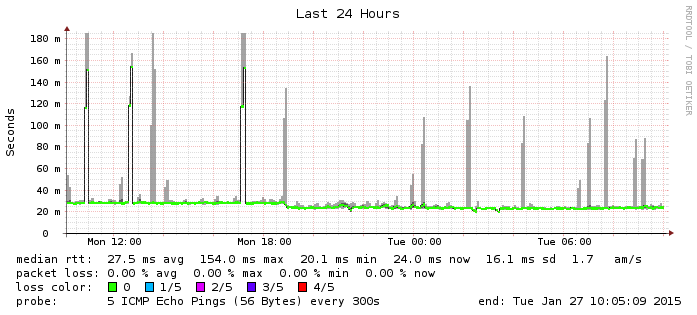 Last 24 Hours
RRDTOOL / TOBI OETIKER
Seconds
180 m
160 m
140 m
120 m
100 m
80 m
60 m
40 m
20 m
0
Mon 12:00 Mon 18:00 Tue 00:00 Tue 06:00
median rtt: 27.5 ms avg 154.0 ms max 20.1 ms min 24.0 ms now 16.1 ms sd 1.7 am/s
packet loss: 0.00 % avg 0.00 % max 0.00 % min 0.00 % now
loss color: 0 1/5 2/5 3/5 4/5
probe: 5 ICMP Echo Pings (56 Bytes) every 300s end: Tue Jan 27 10:05:09 2015